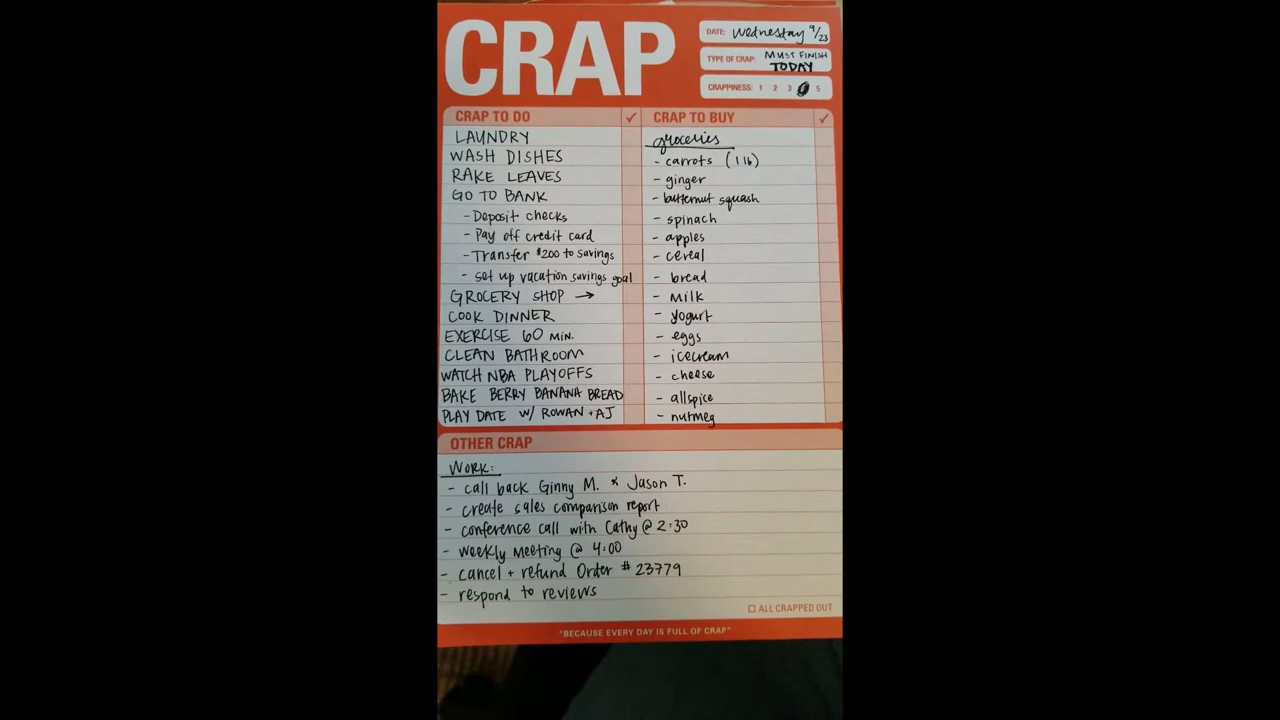 CRAP
DATE: Wednestay 9/23
TYPE OF CRAP: MUST FINISH
TODAY
CRAPPINESS: 1 2 3 5
CRAP TO DO ✓
LAUNDRY
WASH DISHES
RAKE LEAVES
GO TO BANK
- Deposit checks
- Pay off credit card
- Transfer $200 to savings
- set up vacation savings goal
GROCERY SHOP →
COOK DINNER
EXERCISE 60 MIN.
CLEAN BATHROOM
WATCH NBA PLAYOFFS
BAKE BERRY BANANA BREAD
PLAY DATE W/ ROWAN + AJ
CRAP TO BUY ✓
groceries
- carrots (1 lb)
- ginger
- butternut squash
- spinach
- apples
- cereal
- bread
- milk
- yogurt
- eggs
- icecream
- cheese
- allspice
- nutmeg
OTHER CRAP
WORK:
- call back Ginny M. & Jason T.
- create sales comparison report
- conference call with Cathy @ 2:30
- weekly meeting @ 4:00
- cancel + refund Order # 23779
- respond to reviews
☐ ALL CRAPPED OUT
"BECAUSE EVERY DAY IS FULL OF CRAP"